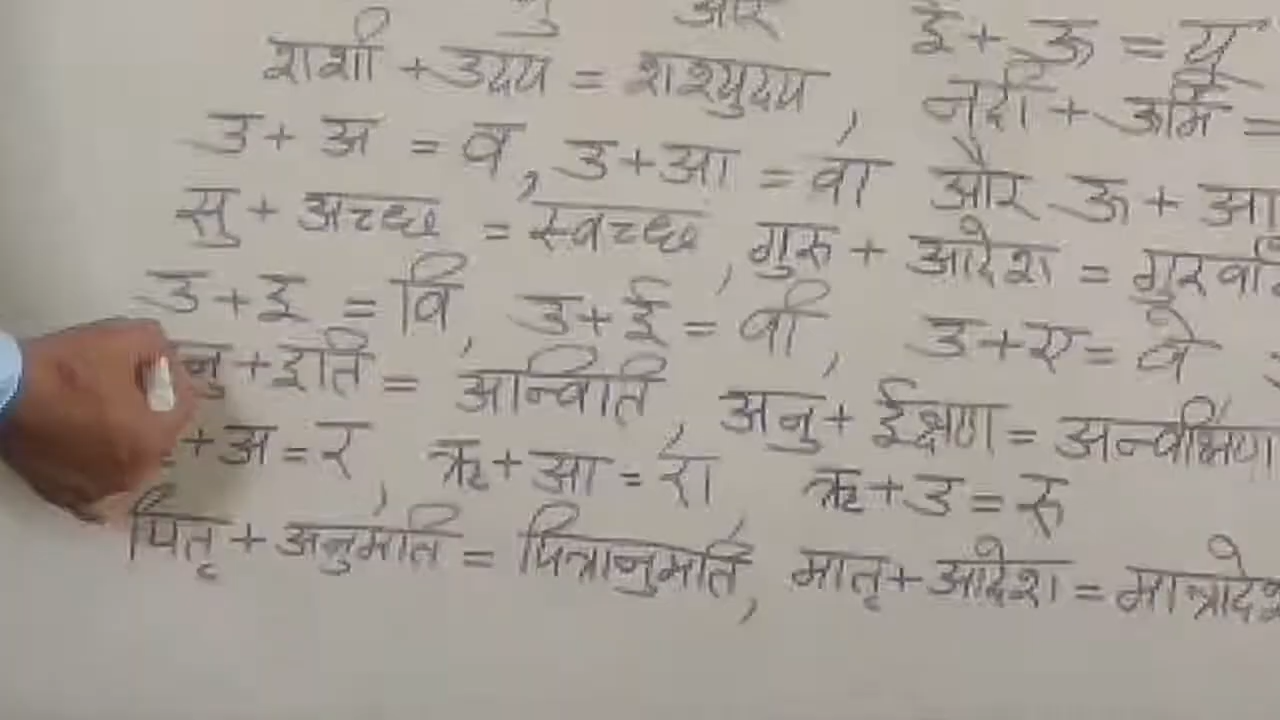 और ई + ऊ = यू
शशी + उदय = शश्युदय, नदी + ऊर्मि =
उ + अ = व, उ + आ = वा और ऊ + आ
सु + अच्छ = स्वच्छ, गुरु + आदेश = गुरवादे
उ + इ = वि, उ + ई = वी, उ + ए = वे
नु + इति = अन्विति, अनु + ईक्षण = अन्वीक्षण
+ अ = र, ऋ + आ = रा, ऋ + उ = रु
पितृ + अनुमति = पित्रानुमति, मातृ + आदेश = मात्रादेश